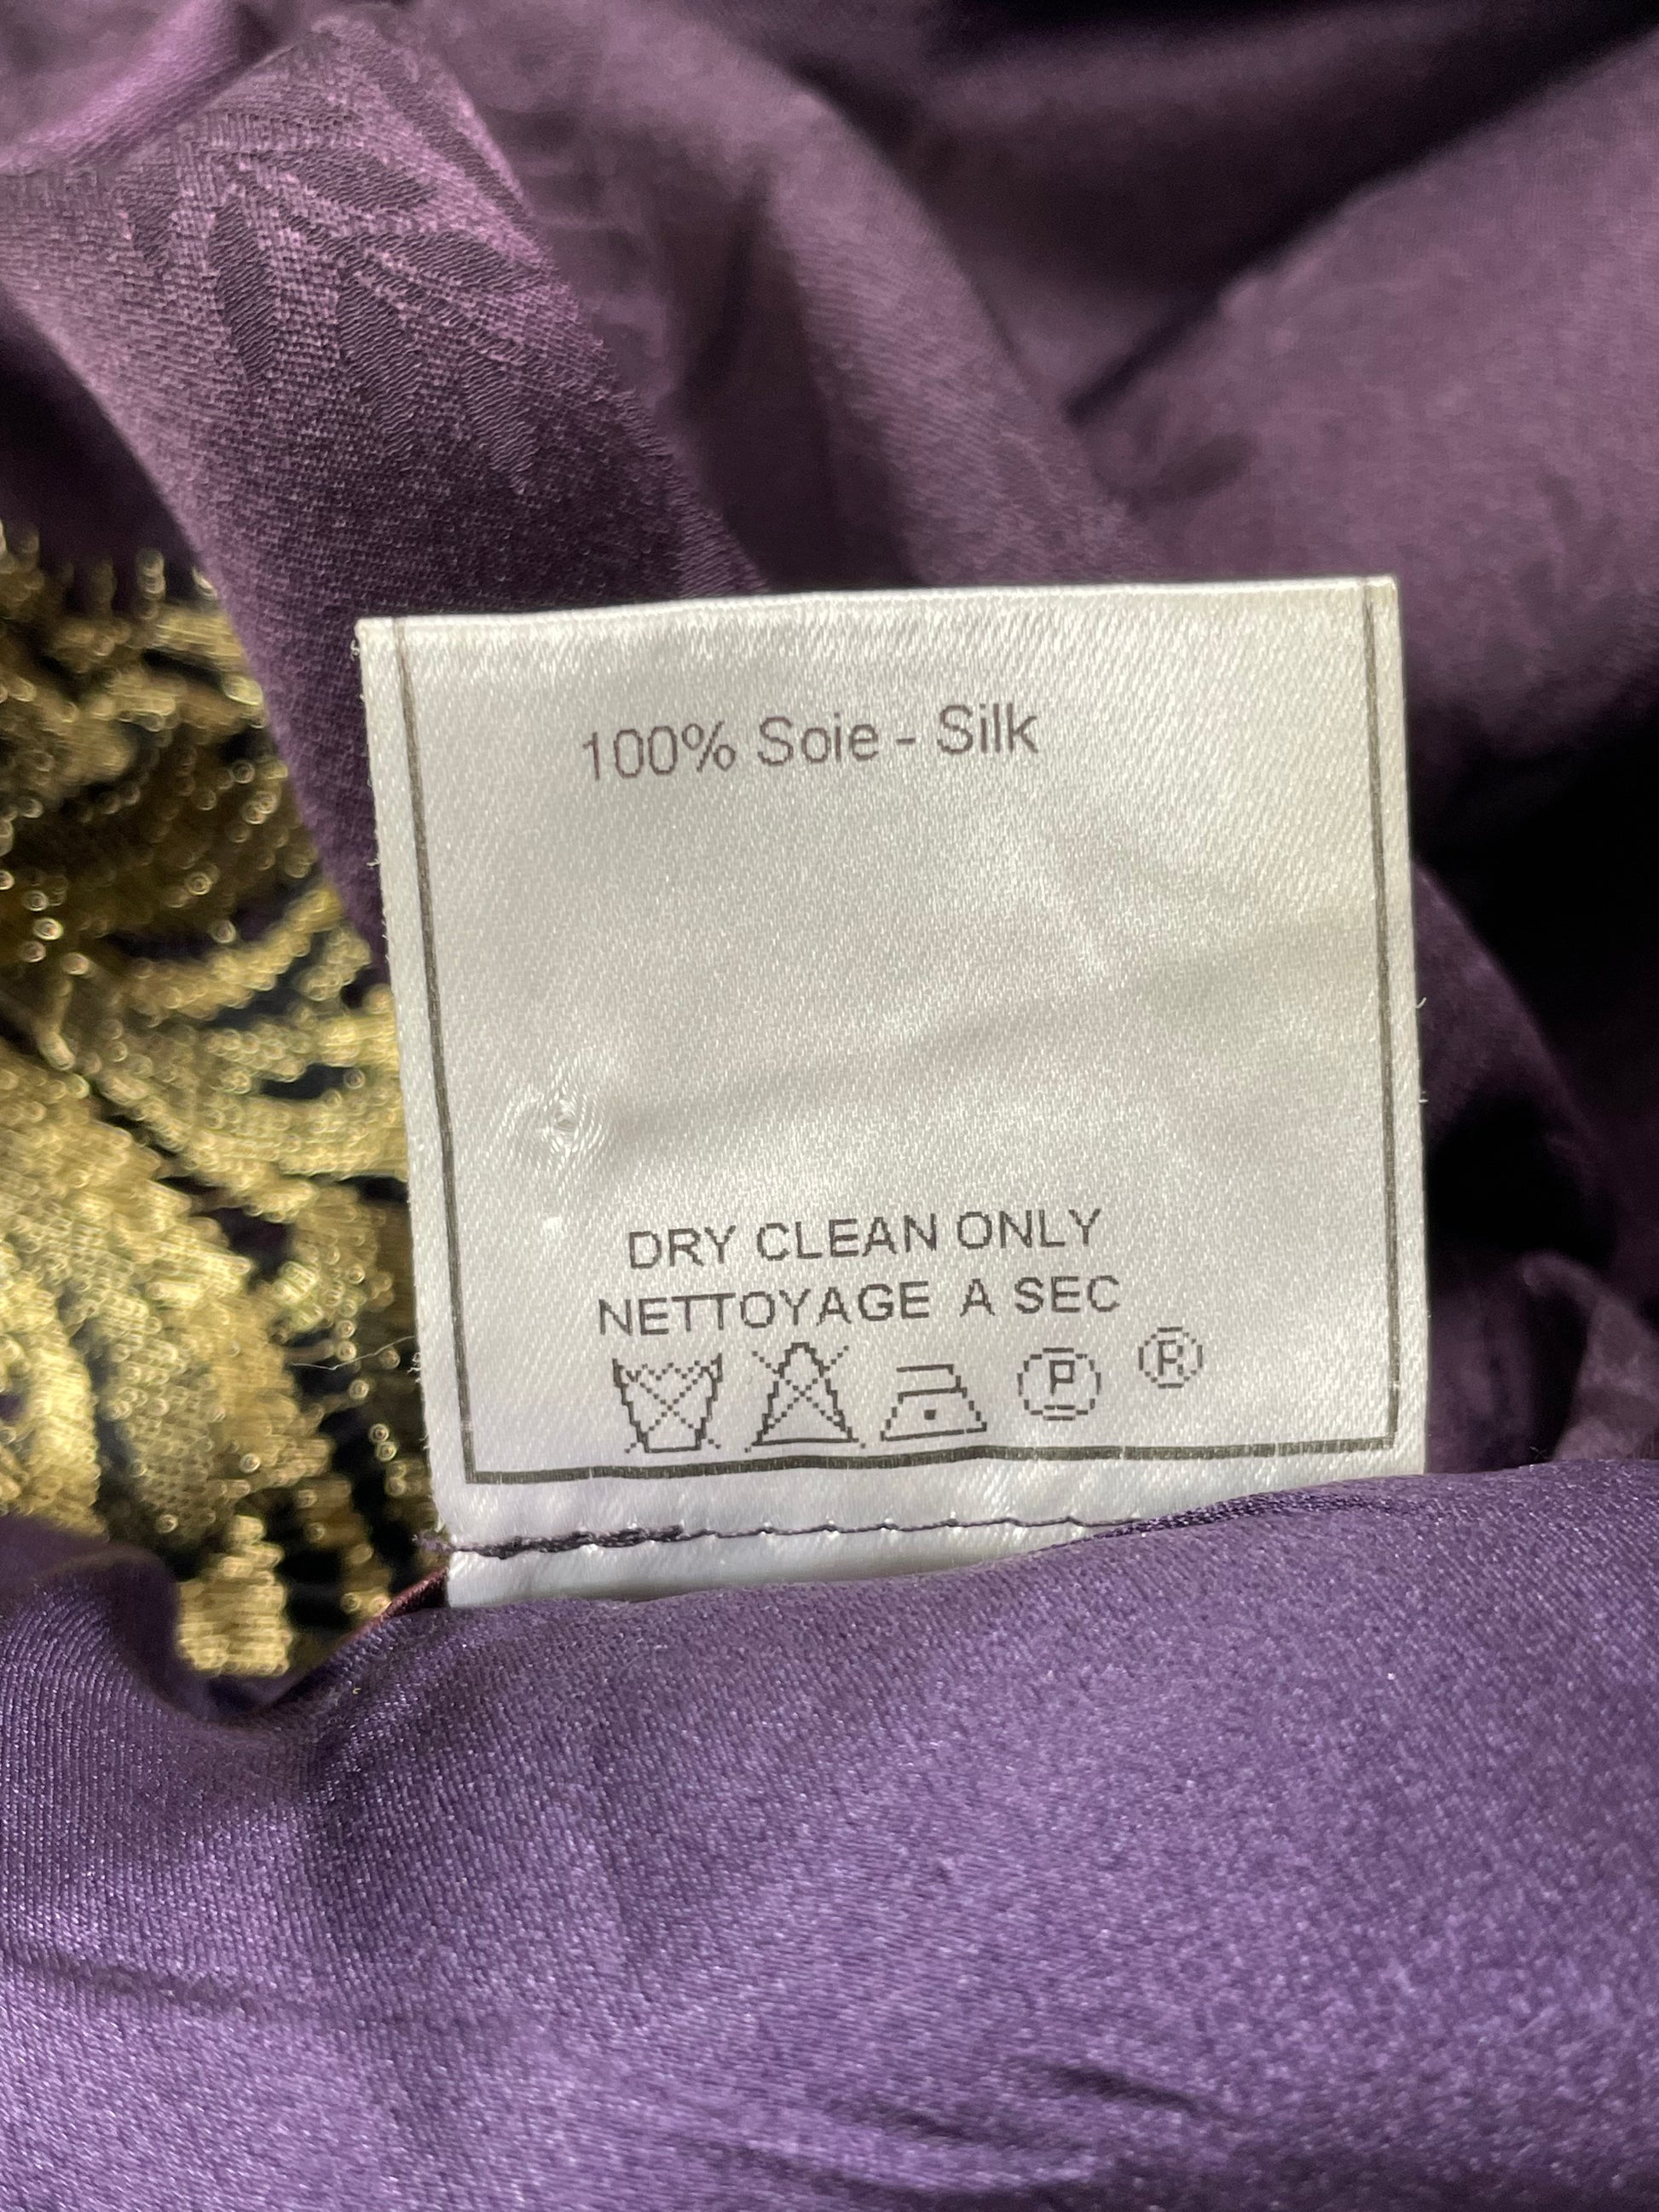 100% Soie - Silk
DRY CLEAN ONLY
NETTOYAGE A SEC
P ®